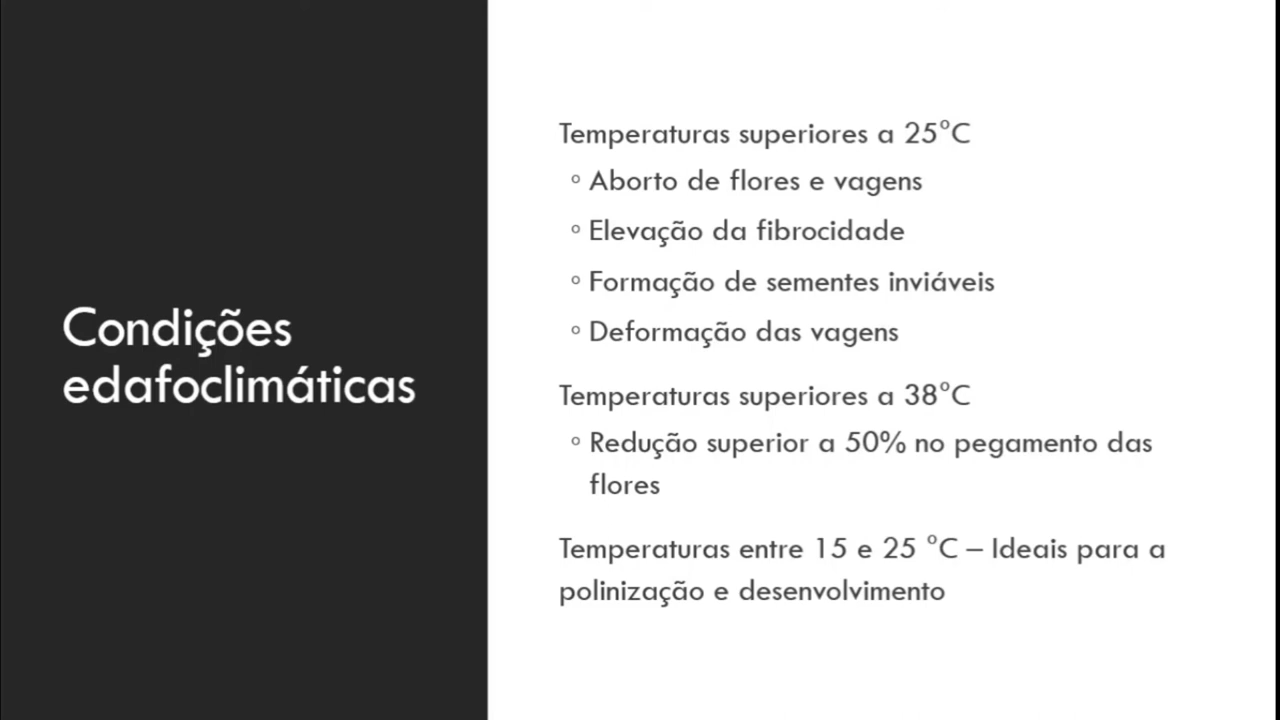 Condições
edafoclimáticas
Temperaturas superiores a 25°C
◦ Aborto de flores e vagens
◦ Elevação da fibrocidade
◦ Formação de sementes inviáveis
◦ Deformação das vagens
Temperaturas superiores a 38°C
◦ Redução superior a 50% no pegamento das
flores
Temperaturas entre 15 e 25 °C – Ideais para a
polinização e desenvolvimento